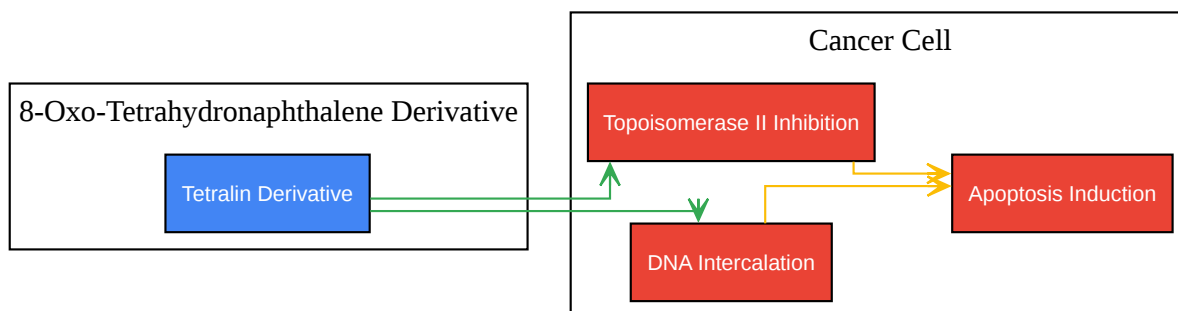 8-Oxo-Tetrahydronaphthalene Derivative
Tetralin Derivative
Cancer Cell
Topoisomerase II Inhibition
DNA Intercalation
Apoptosis Induction